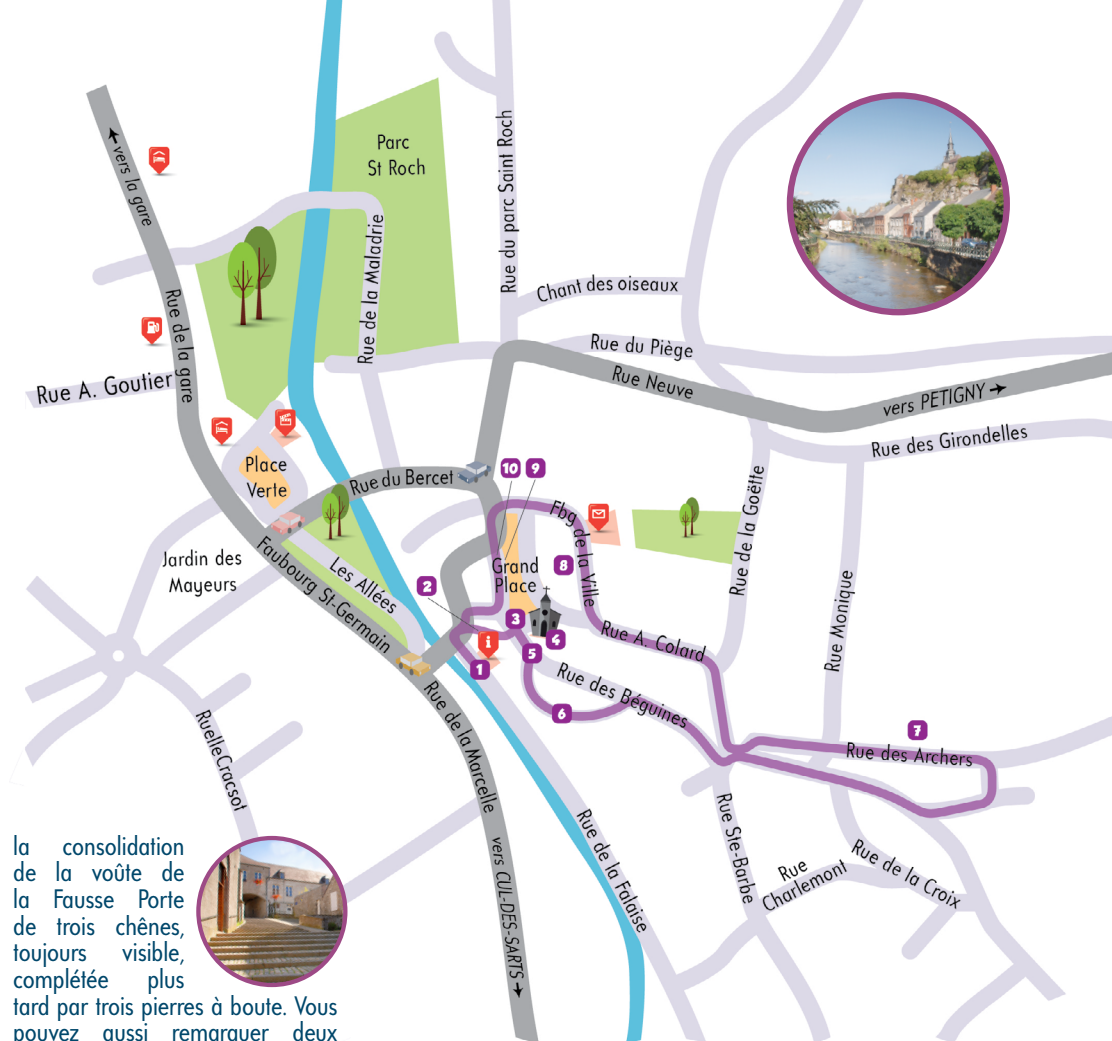 Parc
St Roch
vers la gare
Rue de la Maladrie
Rue du parc Saint Roch
Chant des oiseaux
Rue du Piège
Rue Neuve
vers PETIGNY
Rue des Girondelles
Rue de la gare
Rue A. Goutier
Place
Verte
Rue du Bercet
10
9
Fbg de la Ville
Rue de la Goëtte
Jardin des
Mayeurs
Faubourg St-Germain
Les Allées
Grand
Place
8
2
3
4
1
5
6
i
Rue A. Colard
Rue Monique
Rue des Béguines
7
Rue des Archers
RuelleCracsot
Rue de la Marcelle
vers CUL-DES-SARTS
Rue de la Falaise
Rue Ste-Barbe
Rue
Charlemont
Rue de la Croix
la consolidation
de la voûte de
la Fausse Porte
de trois chênes,
toujours visible,
complétée plus
tard par trois pierres à boute. Vous
pouvez aussi remarquer deux